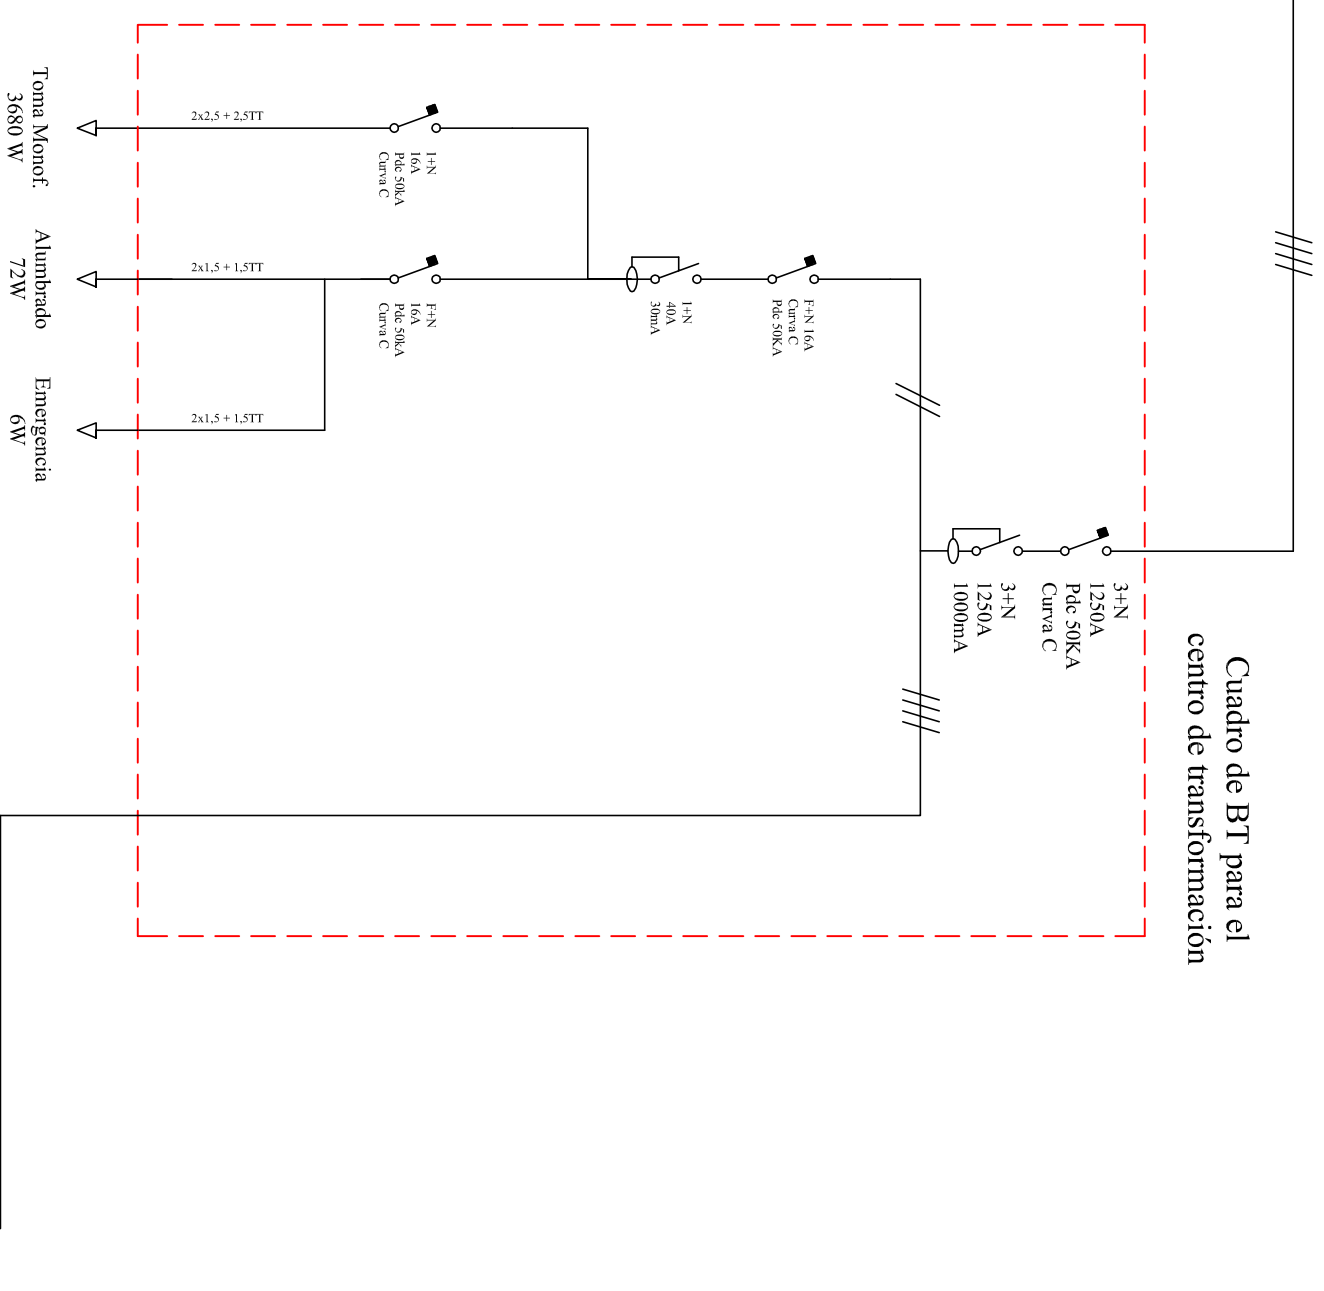 Cuadro de BT para el
centro de transformación
3+N
1250A
Pdc 50KA
Curva C
3+N
1250A
1000mA
F+N 16A
Curva C
Pdc 50KA
1+N
40A
30mA
1+N
16A
Pdc 50kA
Curva C
F+N
16A
Pdc 50kA
Curva C
2x2,5 + 2,5TT
2x1,5 + 1,5TT
2x1,5 + 1,5TT
Toma Monof.
3680 W
Alumbrado
72W
Emergencia
6W